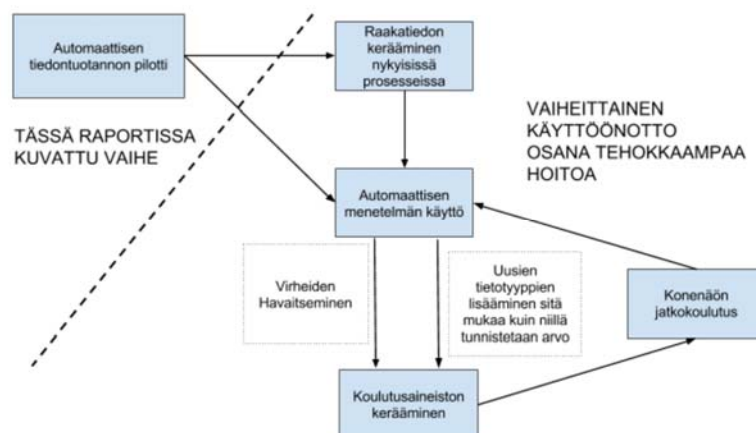 Automaattisen
tiedontuotannon pilotti
Raakatiedon
kerääminen
nykyisissä
prosesseissa
TÄSSÄ RAPORTISSA
KUVATTU VAIHE
VAIHEITTAINEN
KÄYTTÖÖNOTTO
OSANA TEHOKKAAMPAA
HOITOA
Automaattisen
menetelmän käyttö
Virheiden
Havaitseminen
Uusien
tietotyyppien
lisääminen sitä
mukaa kuin niillä
tunnistetaan arvo
Konenäön
jatkokoulutus
Koulutusaineiston
kerääminen